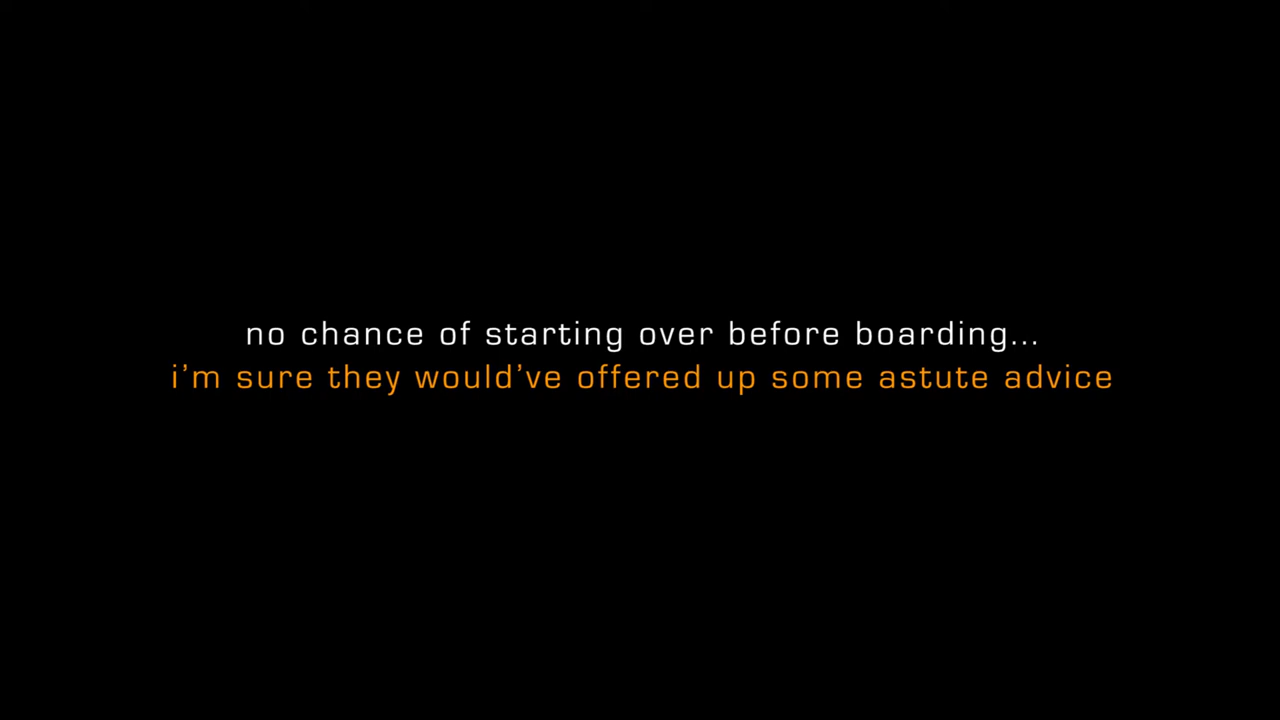 no chance of starting over before boarding...
i'm sure they would've offered up some astute advice